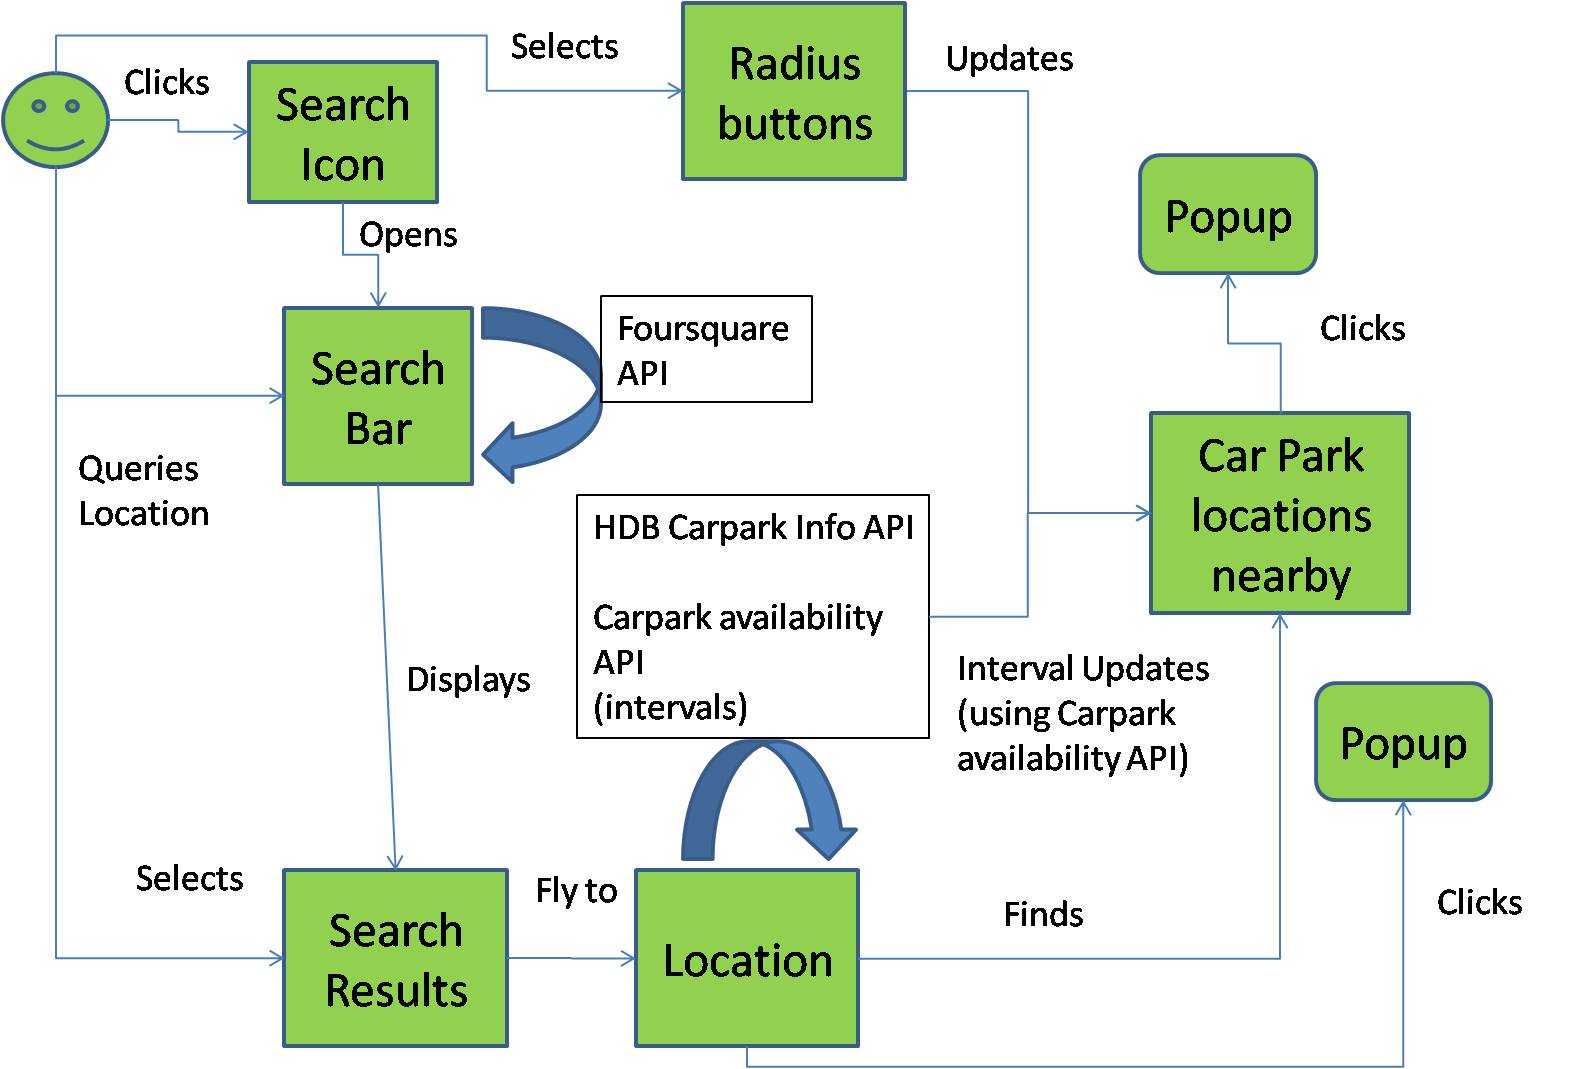 Selects
Radius
buttons
Updates
Clicks
Search
Icon
Opens
Popup
Clicks
Foursquare
API
Search
Bar
Queries
Location
HDB Carpark Info API
Carpark availability
API
(intervals)
Car Park
locations
nearby
Displays
Interval Updates
(using Carpark
availability API)
Popup
Selects
Fly to
Finds
Clicks
Search
Results
Location